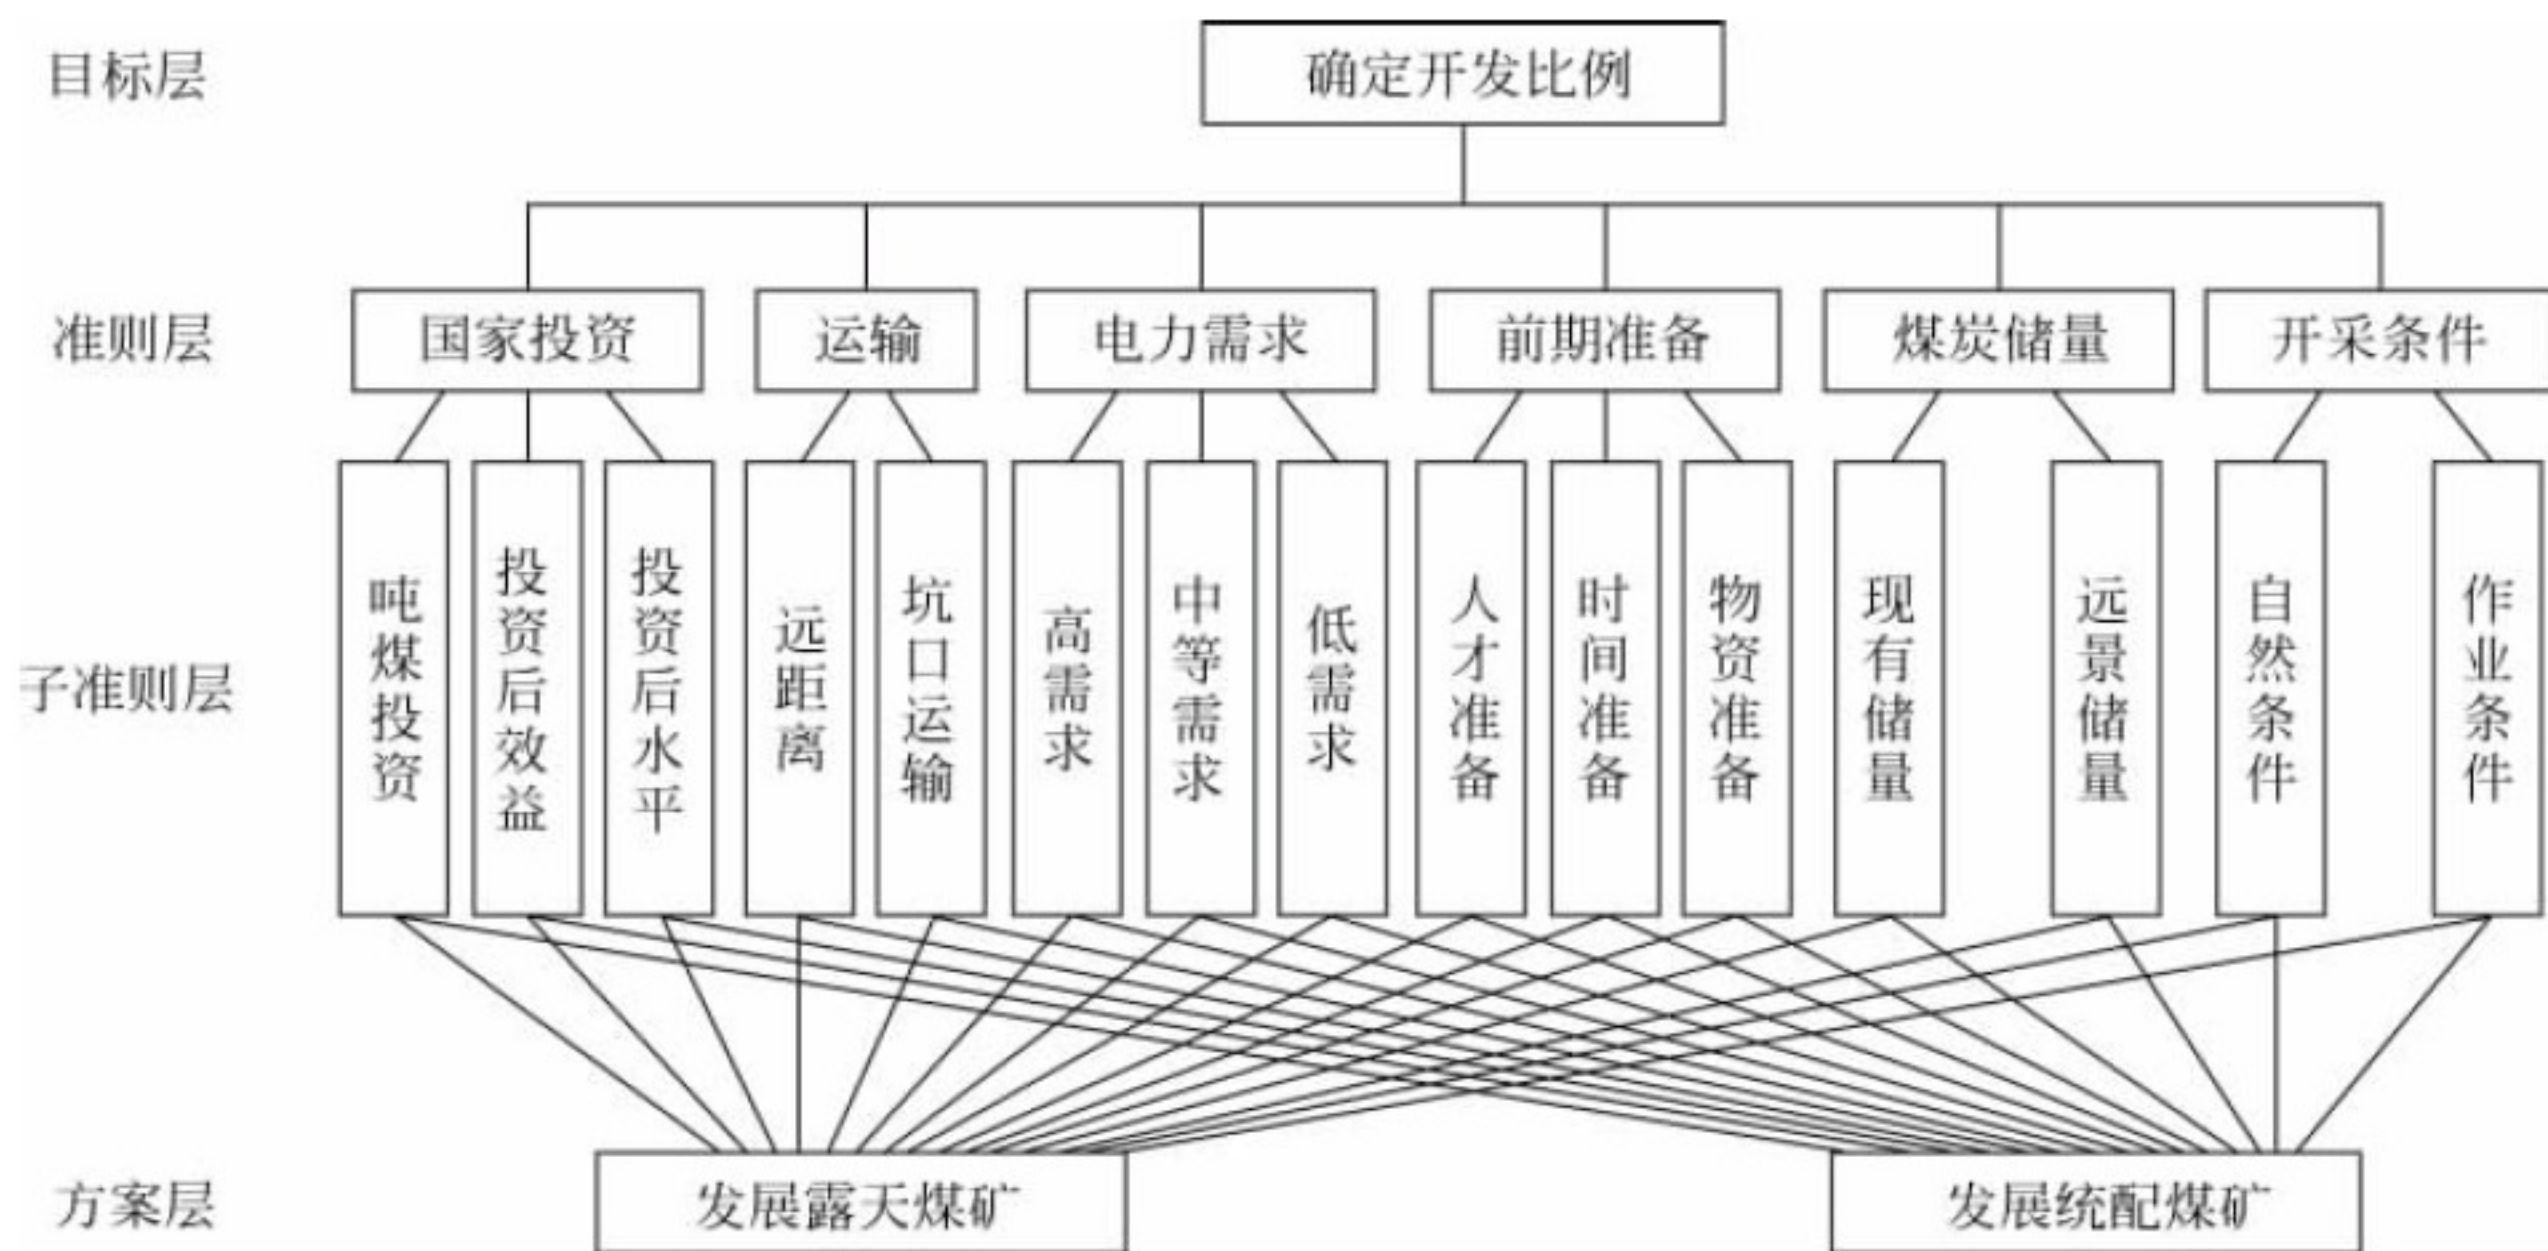 目标层
确定开发比例
准则层
国家投资
运输
电力需求
前期准备
煤炭储量
开采条件
子准则层
吨煤投资
投资后效益
投资后水平
远距离
坑口运输
高需求
中等需求
低需求
人才准备
时间准备
物资准备
现有储量
远景储量
自然条件
作业条件
方案层
发展露天煤矿
发展统配煤矿